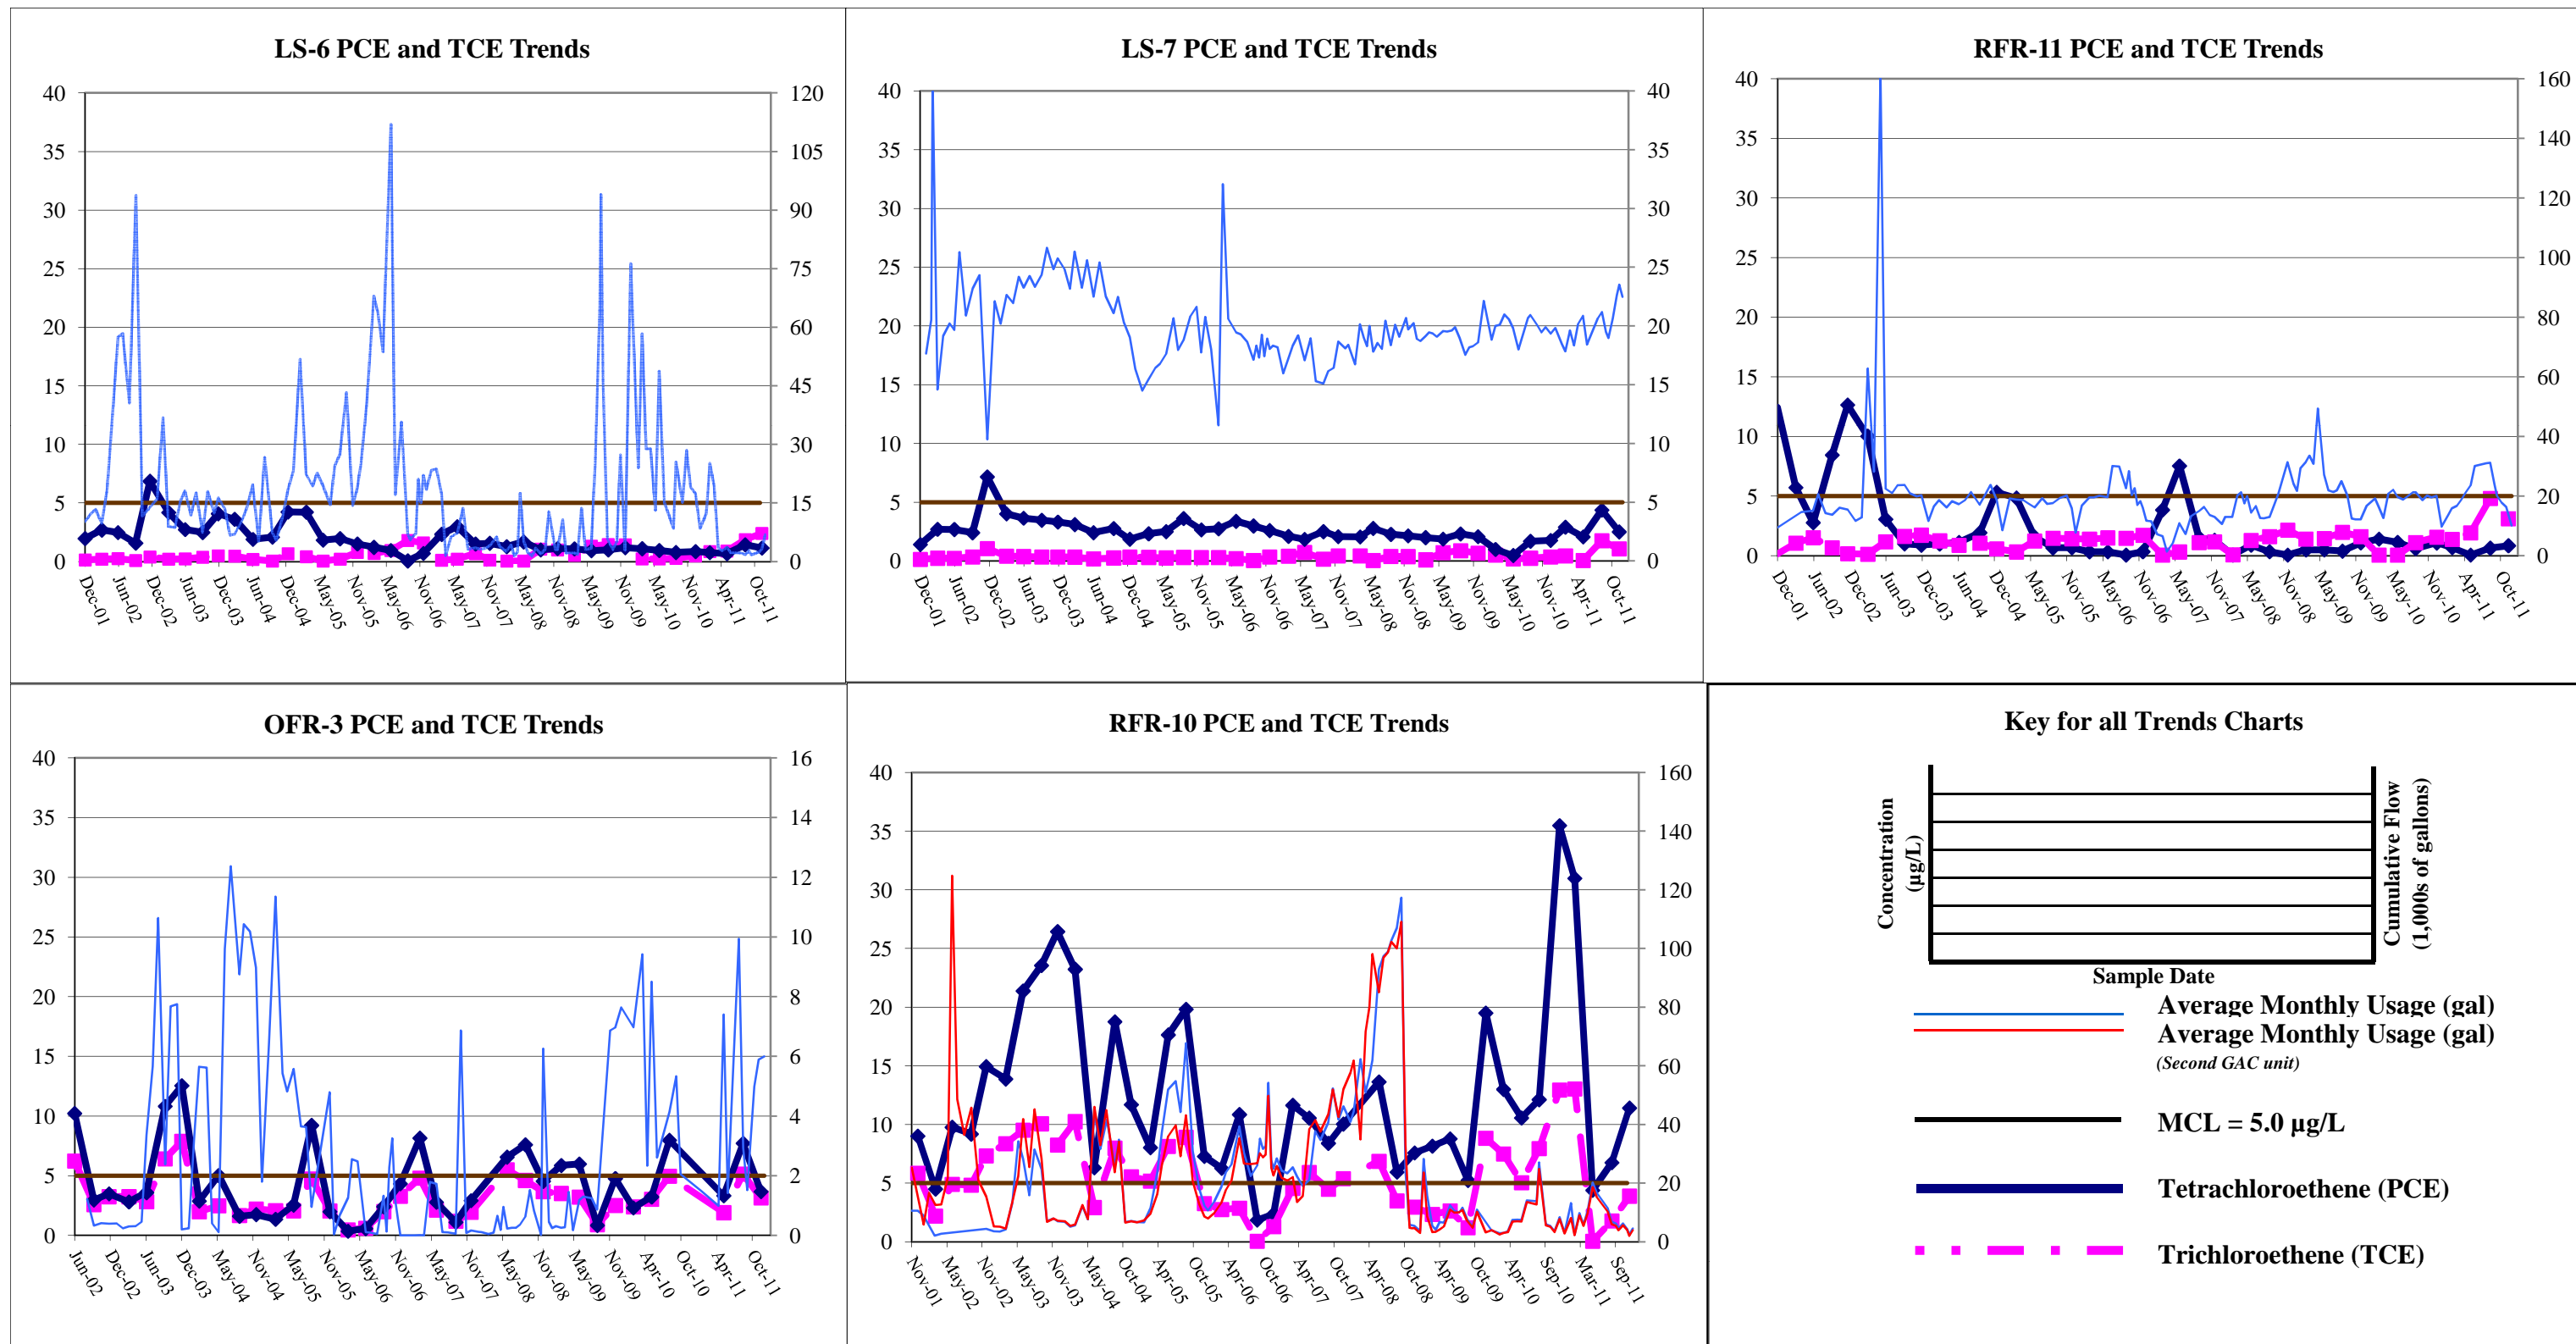 LS-6 PCE and TCE Trends
40 35 30 25 20 15 10 5 0
120 105 90 75 60 45 30 15 0
Dec-01 Jun-02 Dec-02 Jun-03 Dec-03 Jun-04 Dec-04 May-05 Nov-05 May-06 Nov-06 May-07 Nov-07 May-08 Nov-08 May-09 Nov-09 May-10 Nov-10 Apr-11 Oct-11
LS-7 PCE and TCE Trends
40 35 30 25 20 15 10 5 0
40 35 30 25 20 15 10 5 0
Dec-01 Jun-02 Dec-02 Jun-03 Dec-03 Jun-04 Dec-04 May-05 Nov-05 May-06 Nov-06 May-07 Nov-07 May-08 Nov-08 May-09 Nov-09 May-10 Nov-10 Apr-11 Oct-11
RFR-11 PCE and TCE Trends
40 35 30 25 20 15 10 5 0
160 140 120 100 80 60 40 20 0
Dec-01 Jun-02 Dec-02 Jun-03 Dec-03 Jun-04 Dec-04 May-05 Nov-05 May-06 Nov-06 May-07 Nov-07 May-08 Nov-08 May-09 Nov-09 May-10 Nov-10 Apr-11 Oct-11
OFR-3 PCE and TCE Trends
40 35 30 25 20 15 10 5 0
16 14 12 10 8 6 4 2 0
Jun-02 Dec-02 Jun-03 Dec-03 May-04 Nov-04 May-05 Nov-05 May-06 Nov-06 May-07 Nov-07 May-08 Nov-08 May-09 Nov-09 Apr-10 Oct-10 Apr-11 Oct-11
RFR-10 PCE and TCE Trends
40 35 30 25 20 15 10 5 0
160 140 120 100 80 60 40 20 0
Nov-01 May-02 Nov-02 May-03 Nov-03 May-04 Oct-04 Apr-05 Oct-05 Apr-06 Oct-06 Apr-07 Oct-07 Apr-08 Oct-08 Apr-09 Oct-09 Apr-10 Sep-10 Mar-11 Sep-11
Key for all Trends Charts
Concentration
(µg/L)
Cumulative Flow
(1,000s of gallons)
Sample Date
Average Monthly Usage (gal)
Average Monthly Usage (gal)
(Second GAC unit)
MCL = 5.0 µg/L
Tetrachloroethene (PCE)
Trichloroethene (TCE)